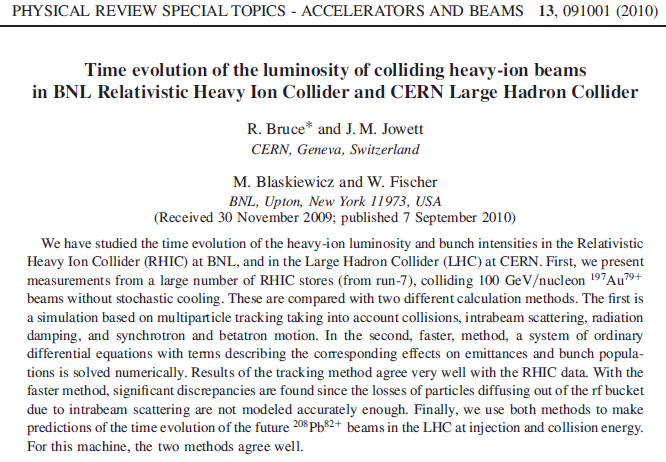 PHYSICAL REVIEW SPECIAL TOPICS - ACCELERATORS AND BEAMS 13, 091001 (2010)
Time evolution of the luminosity of colliding heavy-ion beams
in BNL Relativistic Heavy Ion Collider and CERN Large Hadron Collider
R. Bruce* and J. M. Jowett
CERN, Geneva, Switzerland
M. Blaskiewicz and W. Fischer
BNL, Upton, New York 11973, USA
(Received 30 November 2009; published 7 September 2010)
We have studied the time evolution of the heavy-ion luminosity and bunch intensities in the Relativistic
Heavy Ion Collider (RHIC) at BNL, and in the Large Hadron Collider (LHC) at CERN. First, we present
measurements from a large number of RHIC stores (from run-7), colliding 100 GeV/nucleon ¹⁹⁷Au⁷⁹⁺
beams without stochastic cooling. These are compared with two different calculation methods. The first is
a simulation based on multiparticle tracking taking into account collisions, intrabeam scattering, radiation
damping, and synchrotron and betatron motion. In the second, faster, method, a system of ordinary
differential equations with terms describing the corresponding effects on emittances and bunch popula-
tions is solved numerically. Results of the tracking method agree very well with the RHIC data. With the
faster method, significant discrepancies are found since the losses of particles diffusing out of the rf bucket
due to intrabeam scattering are not modeled accurately enough. Finally, we use both methods to make
predictions of the time evolution of the future ²⁰⁸Pb⁸²⁺ beams in the LHC at injection and collision energy.
For this machine, the two methods agree well.